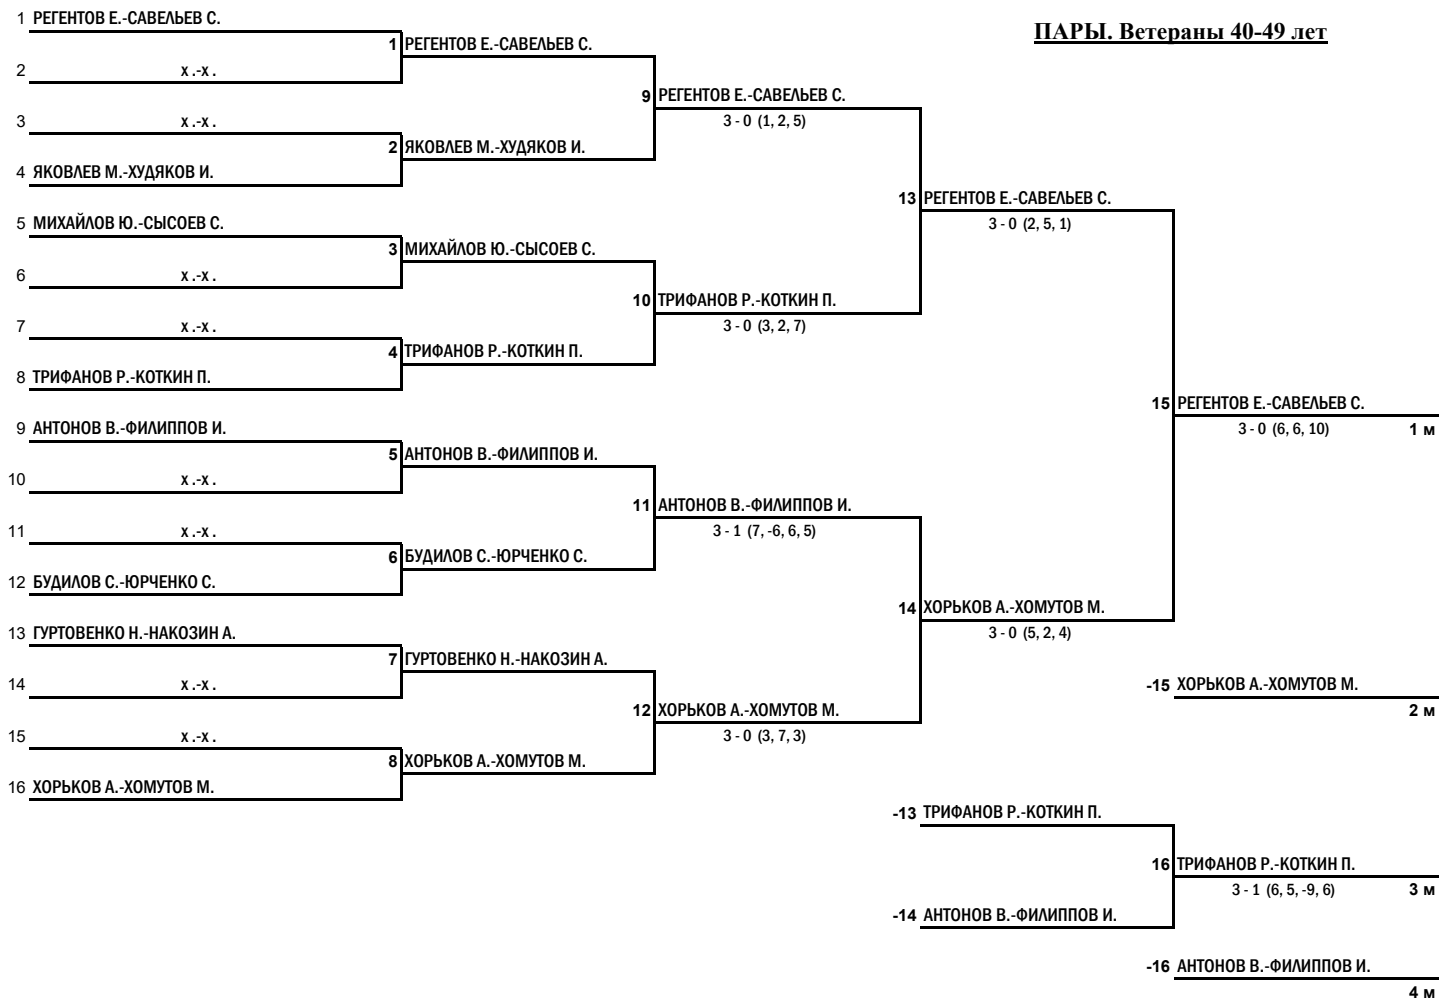 1 РЕГЕНТОВ Е.-САВЕЛЬЕВ С.
ПАРЫ. Ветераны 40-49 лет
1 РЕГЕНТОВ Е.-САВЕЛЬЕВ С.
2 х .-х .
9 РЕГЕНТОВ Е.-САВЕЛЬЕВ С.
3 х .-х .
3 - 0 (1, 2, 5)
2 ЯКОВЛЕВ М.-ХУДЯКОВ И.
4 ЯКОВЛЕВ М.-ХУДЯКОВ И.
13 РЕГЕНТОВ Е.-САВЕЛЬЕВ С.
5 МИХАЙЛОВ Ю.-СЫСОЕВ С.
3 - 0 (2, 5, 1)
3 МИХАЙЛОВ Ю.-СЫСОЕВ С.
6 х .-х .
10 ТРИФАНОВ Р.-КОТКИН П.
7 х .-х .
3 - 0 (3, 2, 7)
4 ТРИФАНОВ Р.-КОТКИН П.
8 ТРИФАНОВ Р.-КОТКИН П.
15 РЕГЕНТОВ Е.-САВЕЛЬЕВ С.
9 АНТОНОВ В.-ФИЛИППОВ И.
3 - 0 (6, 6, 10) 1 м
5 АНТОНОВ В.-ФИЛИППОВ И.
10 х .-х .
11 АНТОНОВ В.-ФИЛИППОВ И.
11 х .-х .
3 - 1 (7, -6, 6, 5)
6 БУДИЛОВ С.-ЮРЧЕНКО С.
12 БУДИЛОВ С.-ЮРЧЕНКО С.
14 ХОРЬКОВ А.-ХОМУТОВ М.
13 ГУРТОВЕНКО Н.-НАКОЗИН А.
3 - 0 (5, 2, 4)
7 ГУРТОВЕНКО Н.-НАКОЗИН А.
14 х .-х .
-15 ХОРЬКОВ А.-ХОМУТОВ М.
12 ХОРЬКОВ А.-ХОМУТОВ М.
2 м
15 х .-х .
3 - 0 (3, 7, 3)
8 ХОРЬКОВ А.-ХОМУТОВ М.
16 ХОРЬКОВ А.-ХОМУТОВ М.
-13 ТРИФАНОВ Р.-КОТКИН П.
16 ТРИФАНОВ Р.-КОТКИН П.
3 - 1 (6, 5, -9, 6) 3 м
-14 АНТОНОВ В.-ФИЛИППОВ И.
-16 АНТОНОВ В.-ФИЛИППОВ И.
4 м